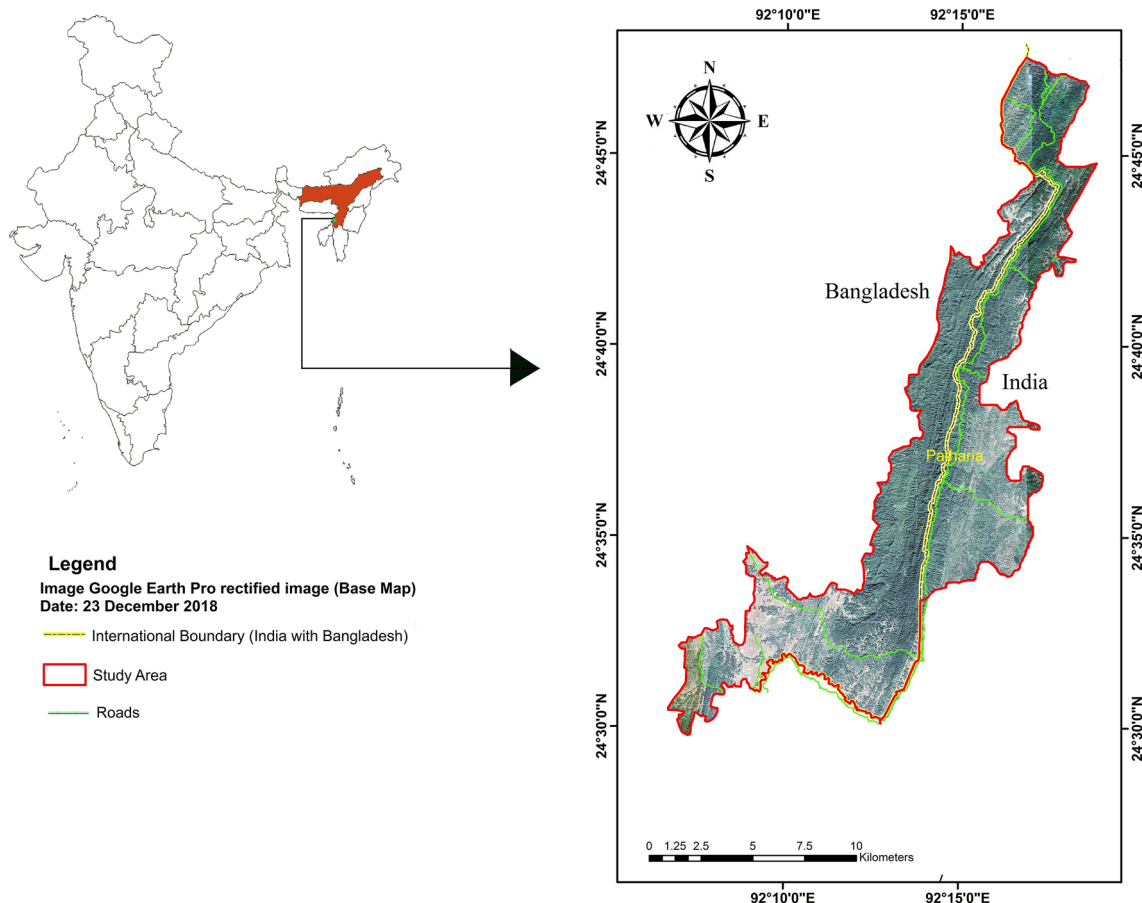 Legend
Image Google Earth Pro rectified image (Base Map)
Date: 23 December 2018
International Boundary (India with Bangladesh)
Study Area
Roads
92°10'0"E
92°15'0"E
N
W
E
S
24°45'0"N
24°45'0"N
Bangladesh
24°40'0"N
24°40'0"N
India
Patharia
24°35'0"N
24°35'0"N
24°30'0"N
24°30'0"N
0 1.25 2.5 5 7.5 10
Kilometers
92°10'0"E
92°15'0"E